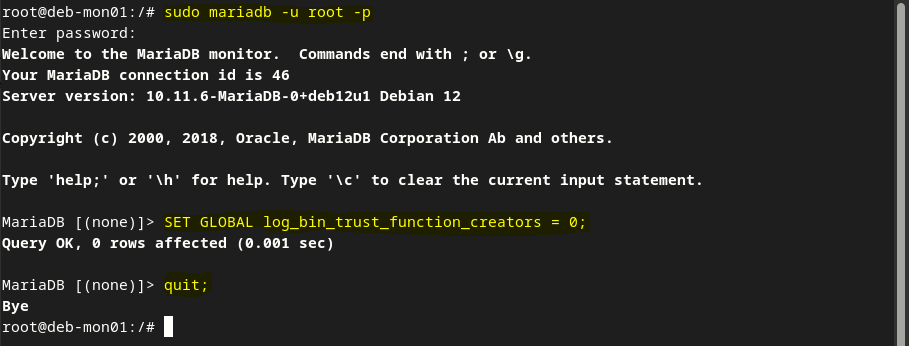 root@deb-mon01:/# sudo mariadb -u root -p
Enter password:
Welcome to the MariaDB monitor.  Commands end with ; or \g.
Your MariaDB connection id is 46
Server version: 10.11.6-MariaDB-0+deb12u1 Debian 12
Copyright (c) 2000, 2018, Oracle, MariaDB Corporation Ab and others.
Type 'help;' or '\h' for help. Type '\c' to clear the current input statement.
MariaDB [(none)]> SET GLOBAL log_bin_trust_function_creators = 0;
Query OK, 0 rows affected (0.001 sec)
MariaDB [(none)]> quit;
Bye
root@deb-mon01:/#